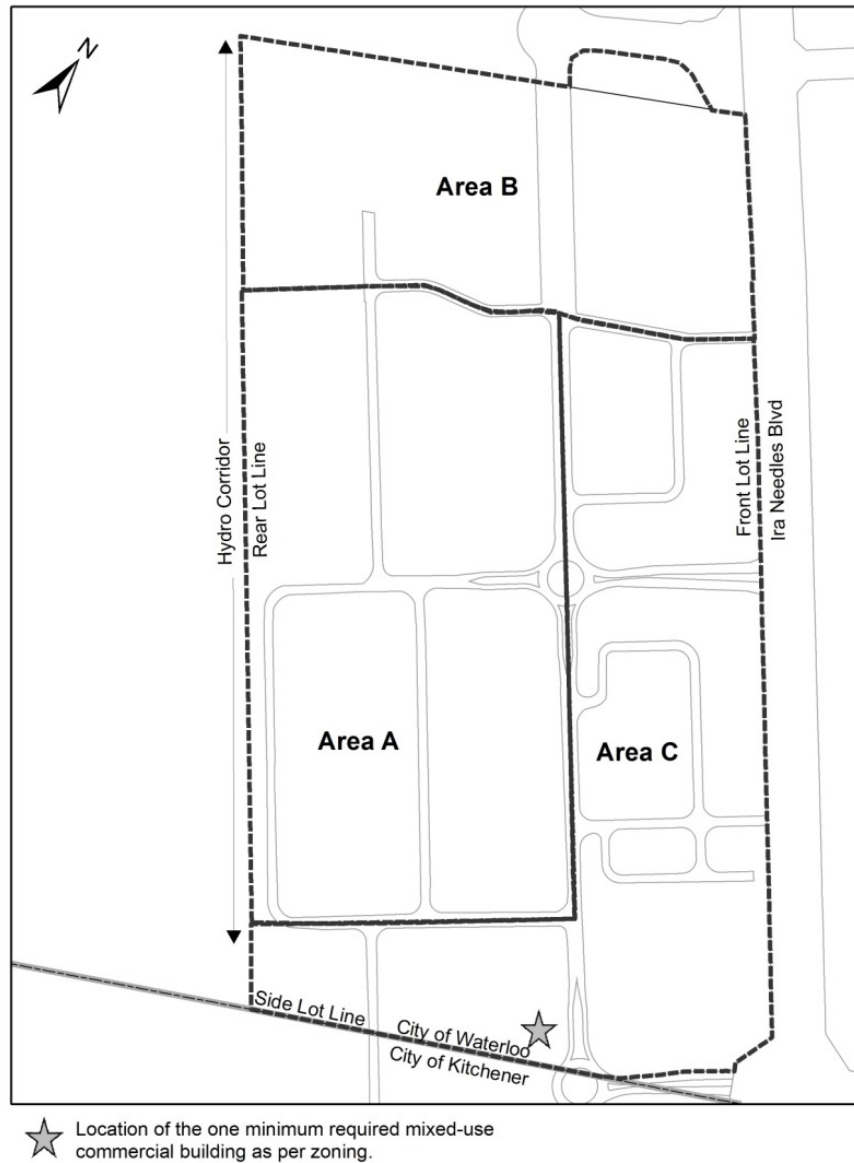 N
Area B
Hydro Corridor
Rear Lot Line
Front Lot Line
Ira Needles Blvd
Area A
Area C
Side Lot Line
City of Waterloo
City of Kitchener
Location of the one minimum required mixed-use
commercial building as per zoning.